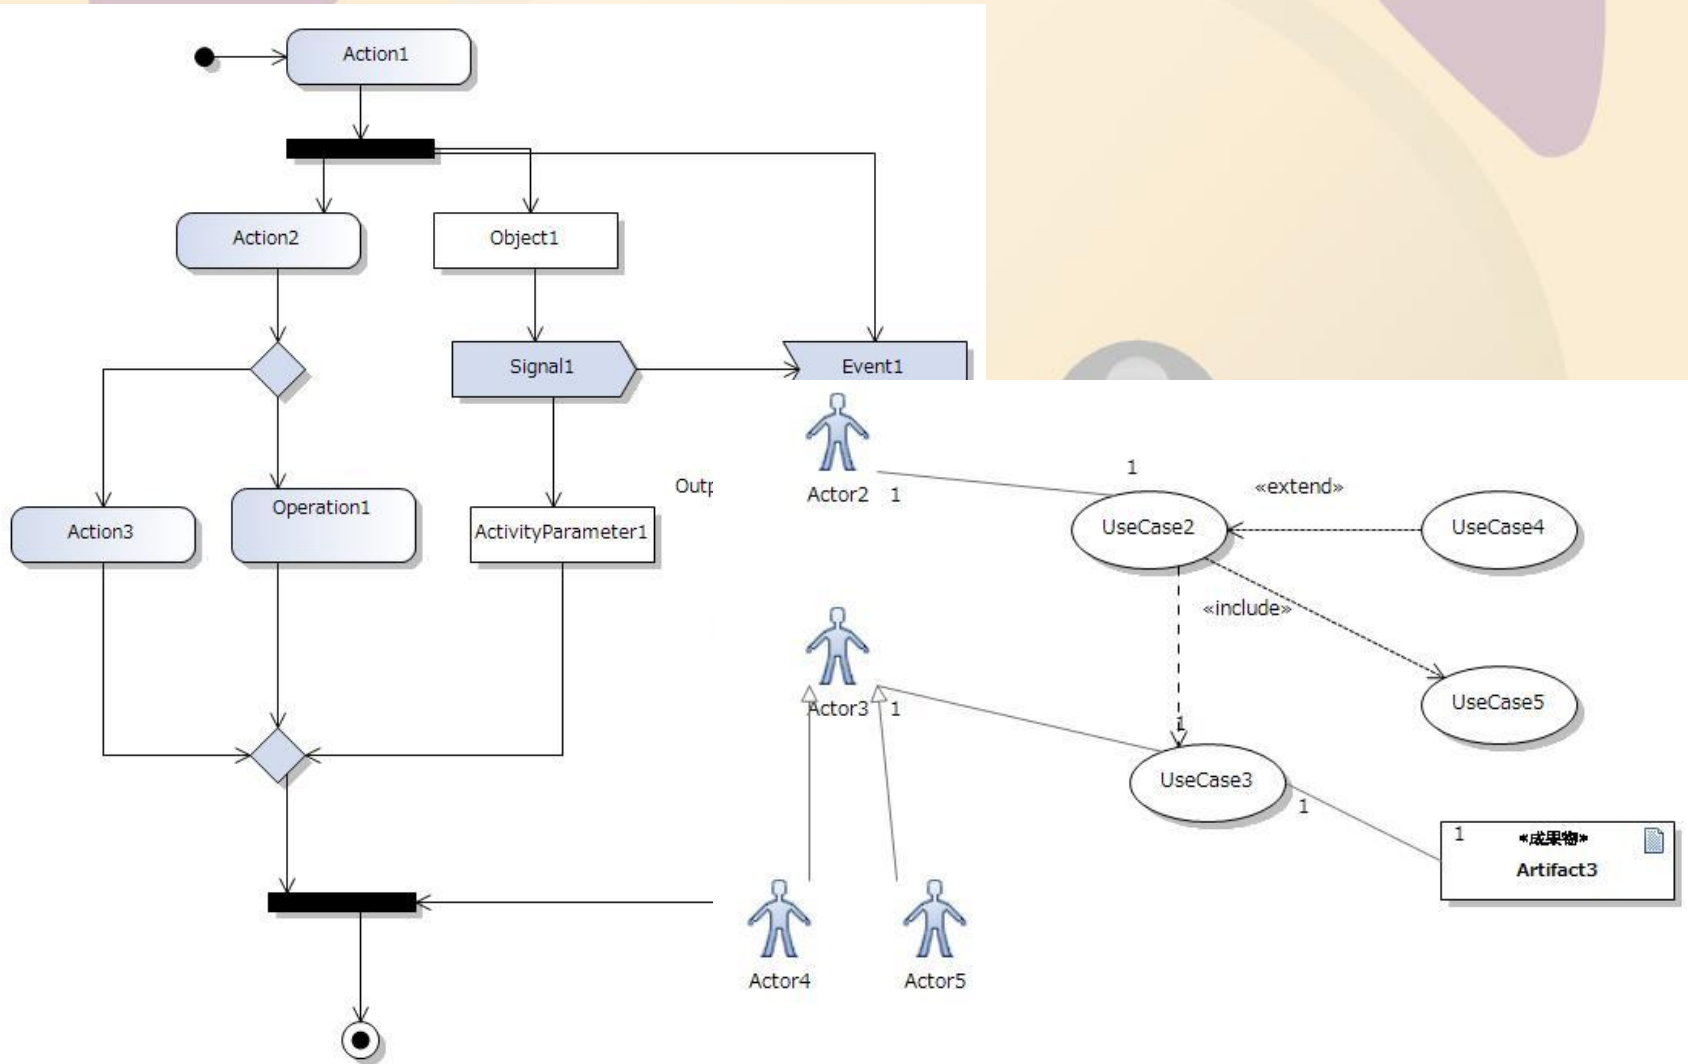 Action1
Action2
Object1
Signal1
Event1
Outp
Action3
Operation1
ActivityParameter1
Actor2
1
1
UseCase2
«extend»
UseCase4
«include»
UseCase5
Actor3
1
1
UseCase3
1
1
«成果物»
Artifact3
Actor4
Actor5